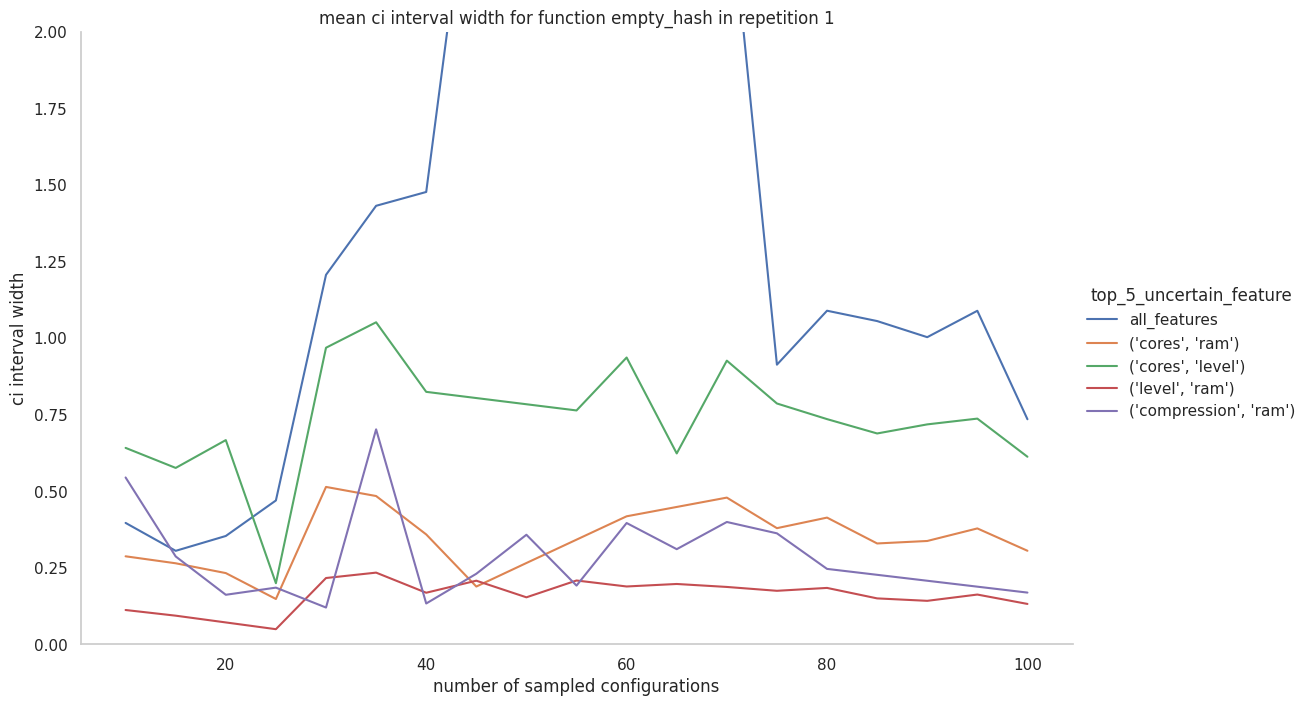 mean ci interval width for function empty_hash in repetition 1
2.00
1.75
1.50
1.25
1.00
0.75
0.50
0.25
0.00
ci interval width
20
40
60
80
100
number of sampled configurations
top_5_uncertain_feature
all_features
('cores', 'ram')
('cores', 'level')
('level', 'ram')
('compression', 'ram')